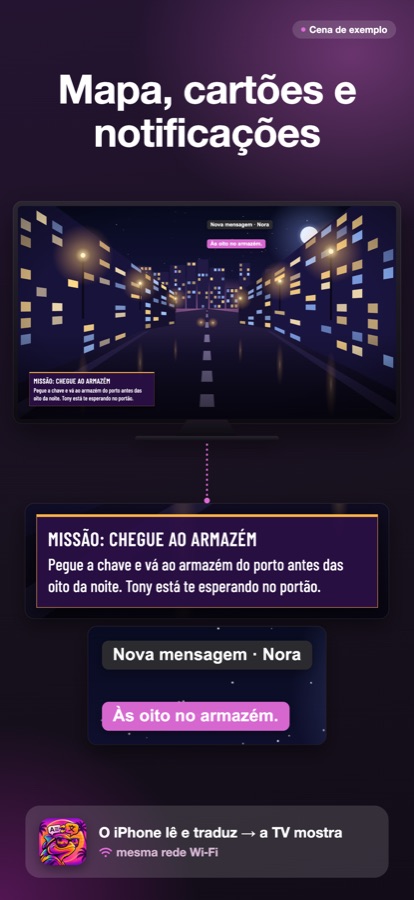 Cena de exemplo
Mapa, cartões e
notificações
Nova mensagem · Nora
Às oito no armazém.
MISSÃO: CHEGUE AO ARMAZÉM
Pegue a chave e vá ao armazém do porto antes das
oito da noite. Tony está te esperando no portão.
MISSÃO: CHEGUE AO ARMAZÉM
Pegue a chave e vá ao armazém do porto antes das
oito da noite. Tony está te esperando no portão.
Nova mensagem · Nora
Às oito no armazém.
O iPhone lê e traduz → a TV mostra
mesma rede Wi-Fi